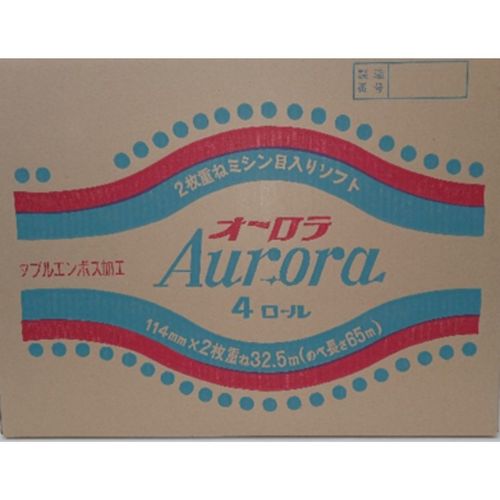 2枚重ねミシン目入りソフト
オーロラ
Aurora
ダブルエンボス加工
4ロール
114mm×2枚重ね32.5m(のべ長さ65m)